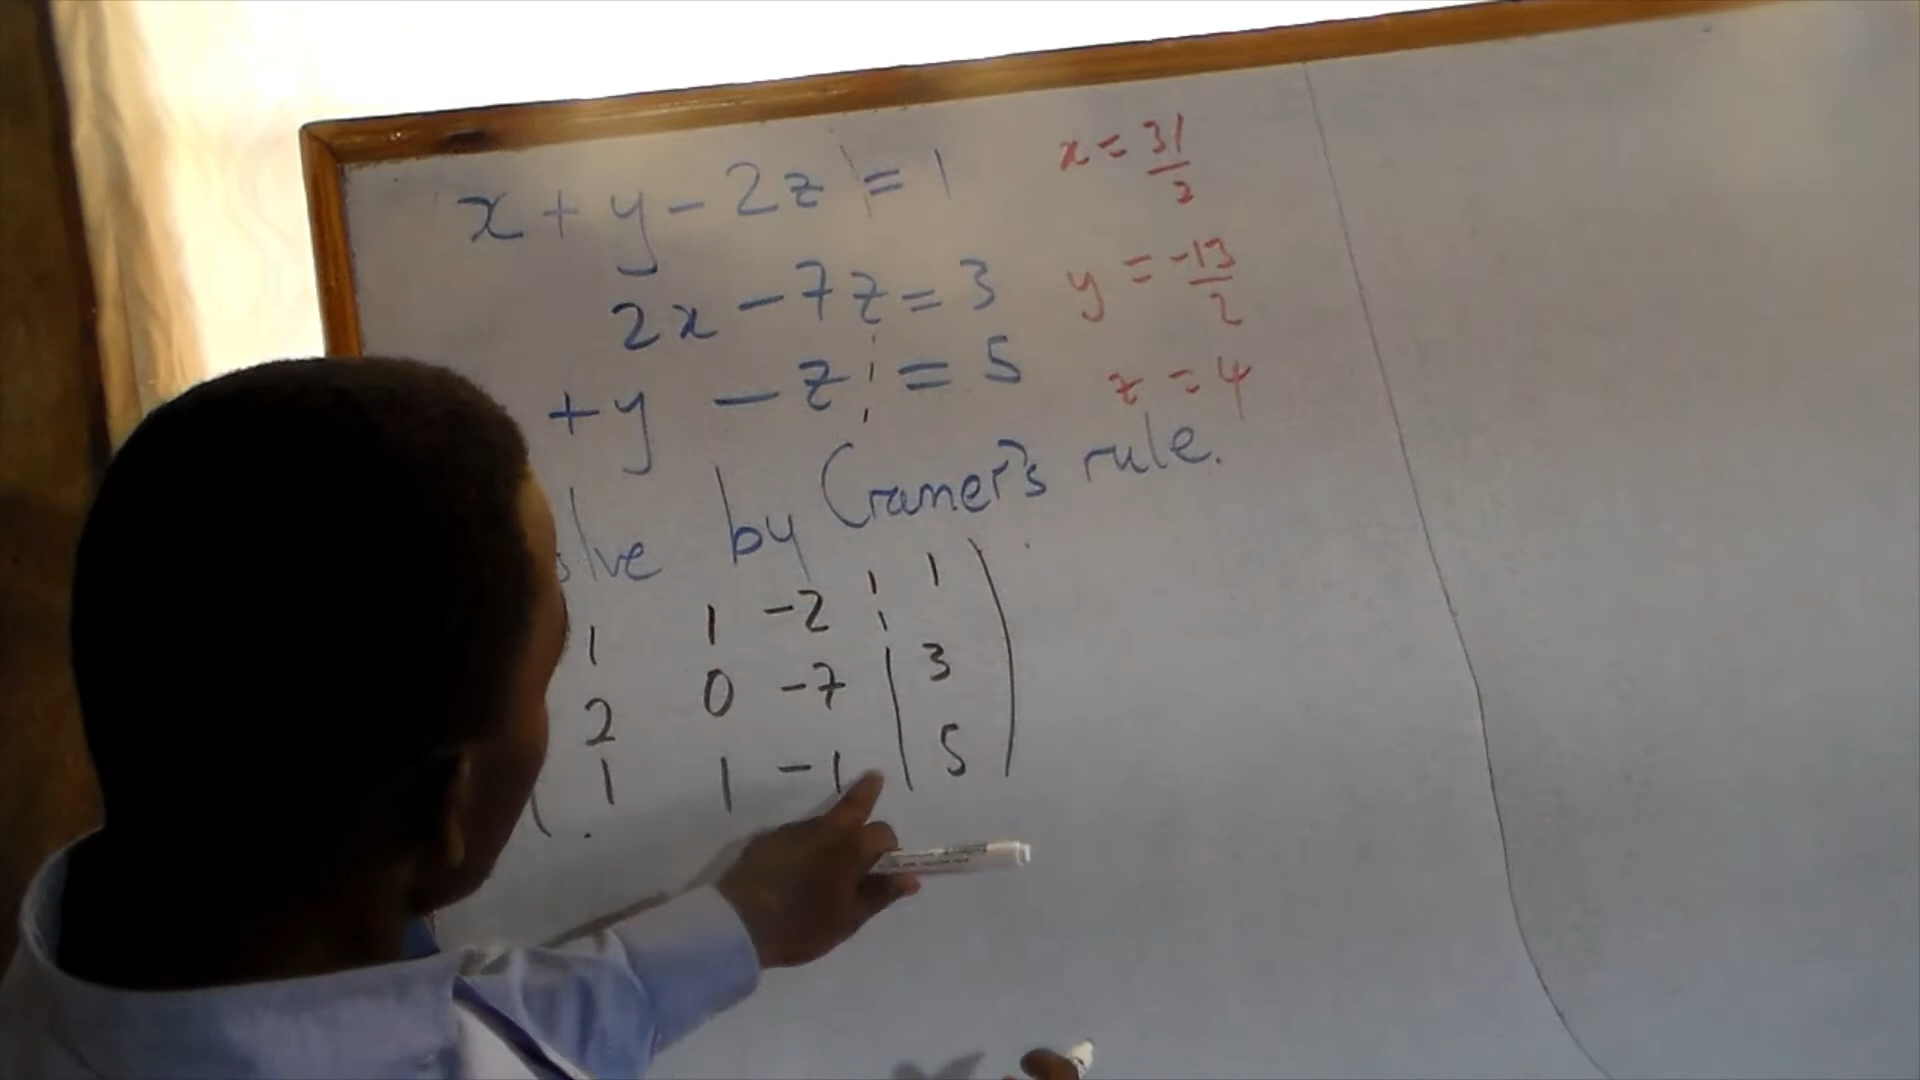 x + y - 2z = 1
2x - 7z = 3
+y - z = 5
by Cramer's rule.
x = 31/2
y = -13/2
z = 4
1 1 -2 | 1
2 0 -7 | 3
1 1 -1 | 5